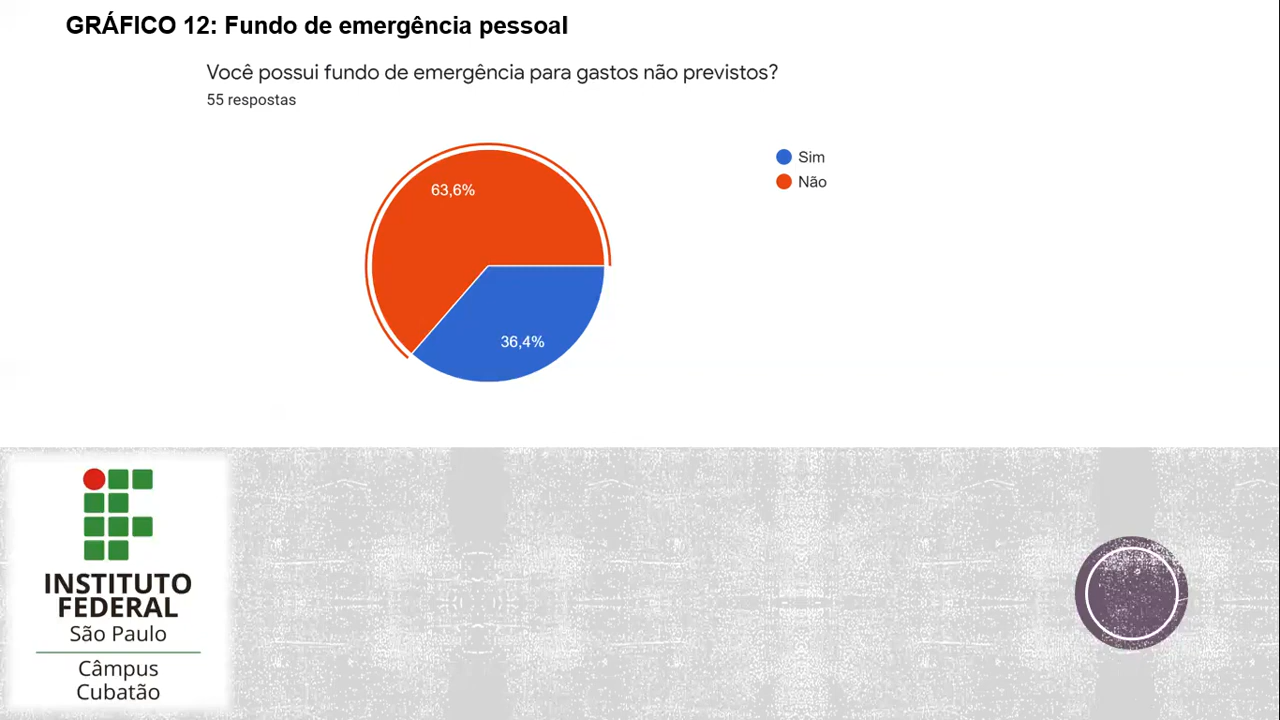 GRÁFICO 12: Fundo de emergência pessoal
Você possui fundo de emergência para gastos não previstos?
55 respostas
Sim
Não
63,6%
36,4%
INSTITUTO
FEDERAL
São Paulo
Câmpus
Cubatão